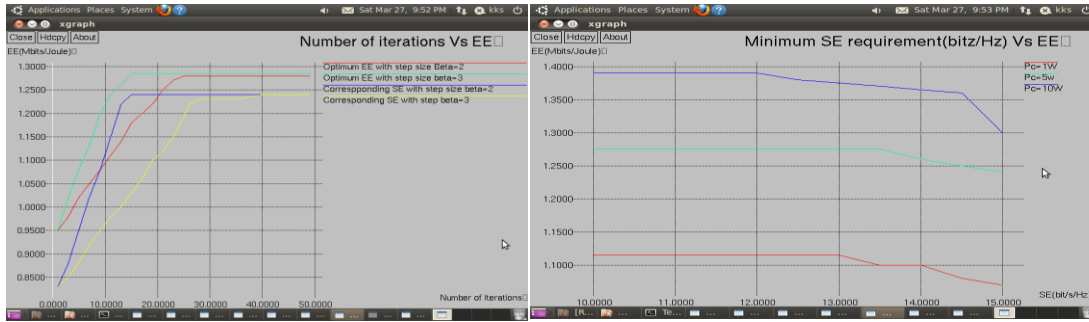 Applications Places System Sat Mar 27, 9:52 PM kks
xgraph
Close Hdcpy About
Number of iterations Vs EE
EE(Mbits/Joule)
1.3000
1.2500
1.2000
1.1500
1.1000
1.0500
1.0000
0.9500
0.9000
0.8500
0.0000 10.0000 20.0000 30.0000 40.0000 50.0000
Number of iterations
Optimum EE with step size Beta=2
Optimum EE with step size beta=3
Correspponding SE with step size beta=2
Corresponding SE with step beta=3
Applications Places System Sat Mar 27, 9:53 PM kks
xgraph
Close Hdcpy About
Minimum SE requirement(bitz/Hz) Vs EE
EE(Mbits/Joule)
1.4000
1.3500
1.3000
1.2500
1.2000
1.1500
1.1000
10.0000 11.0000 12.0000 13.0000 14.0000 15.0000
SE(bit/s/Hz
Pc=1W
Pc=5w
Pc=10W
[R... Te...